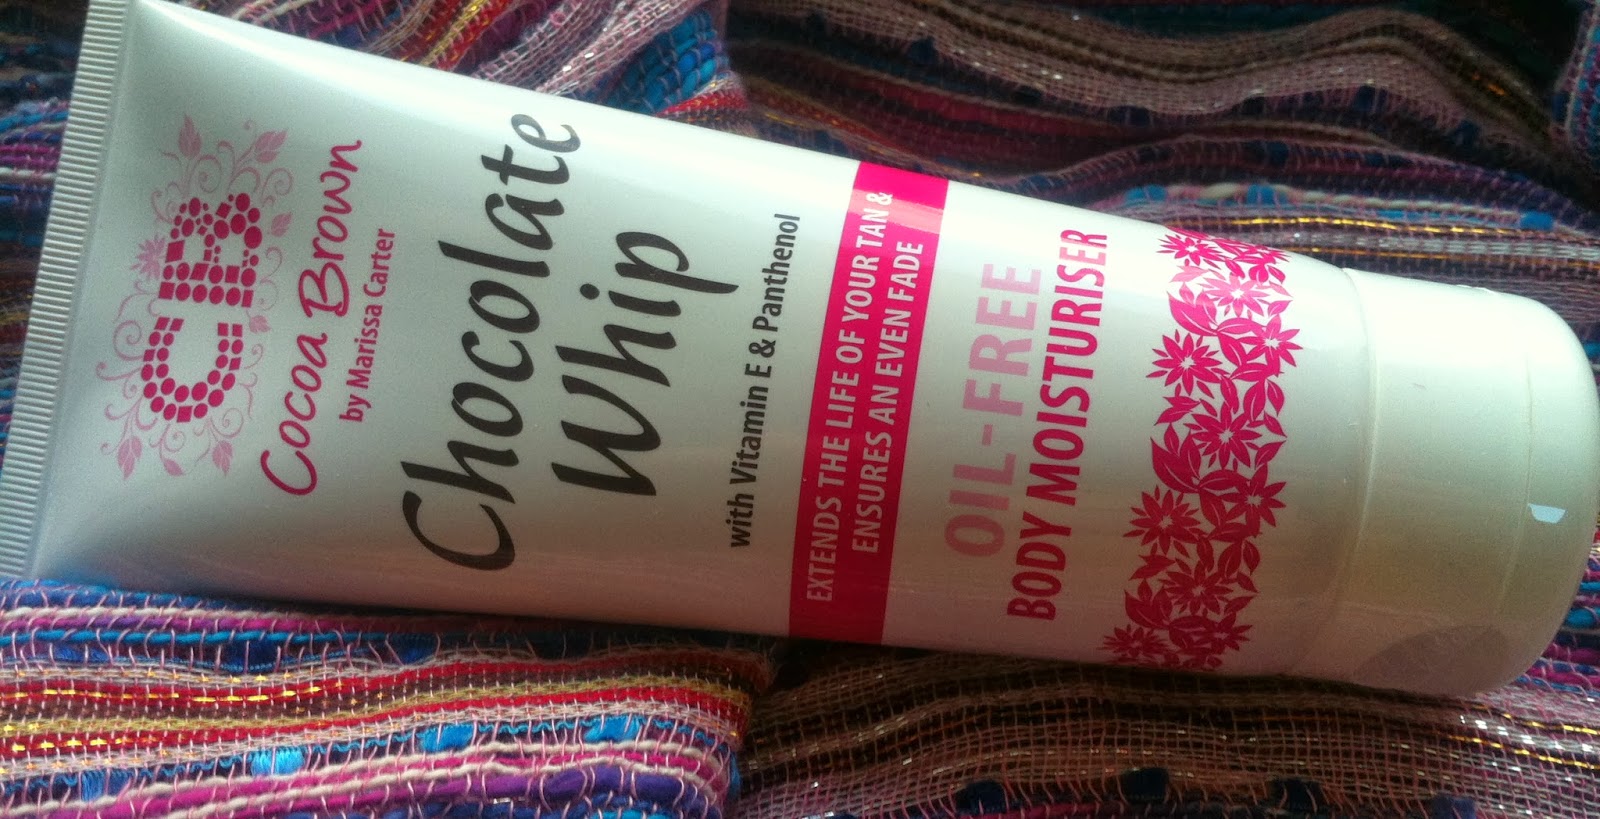 CB
Cocoa Brown
by Marissa Carter
Chocolate
Whip
with Vitamin E & Panthenol
EXTENDS THE LIFE OF YOUR TAN &
ENSURES AN EVEN FADE
OIL-FREE
BODY MOISTURISER